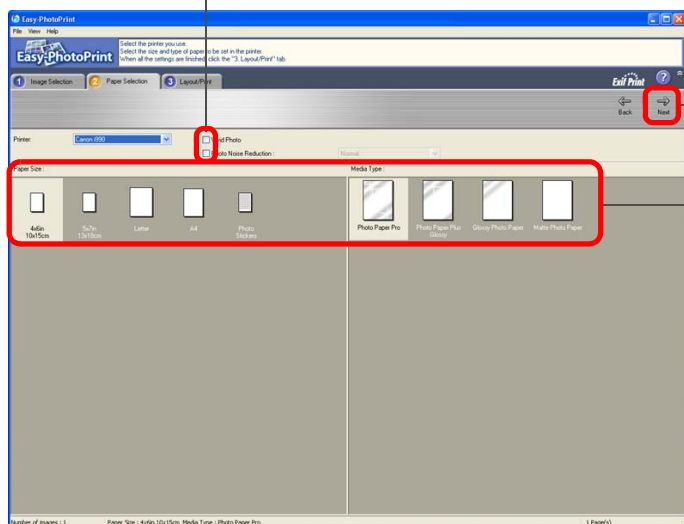 Easy-PhotoPrint
File View Help
Easy-PhotoPrint
Select the printer you use.
Select the size and type of paper to be set in the printer.
When all the settings are finished, click the "3. Layout/Print" tab.
1 Image Selection
2 Paper Selection
3 Layout/Print
Exif Print
?
Back
Next
Printer:
Canon i990
Vivid Photo
Photo Noise Reduction :
Normal
Paper Size :
Media Type :
4x6in
10x15cm
5x7in
13x18cm
Letter
A4
Photo
Stickers
Photo Paper Pro
Photo Paper Plus
Glossy
Glossy Photo Paper
Matte Photo Paper
Number of images : 1
Paper Size : 4x6in 10x15cm, Media Type : Photo Paper Pro
1 Page(s)